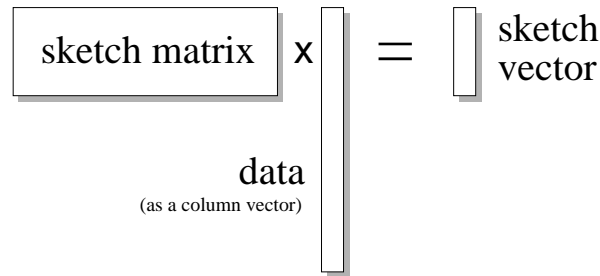 sketch matrix x = sketch
vector
data
(as a column vector)